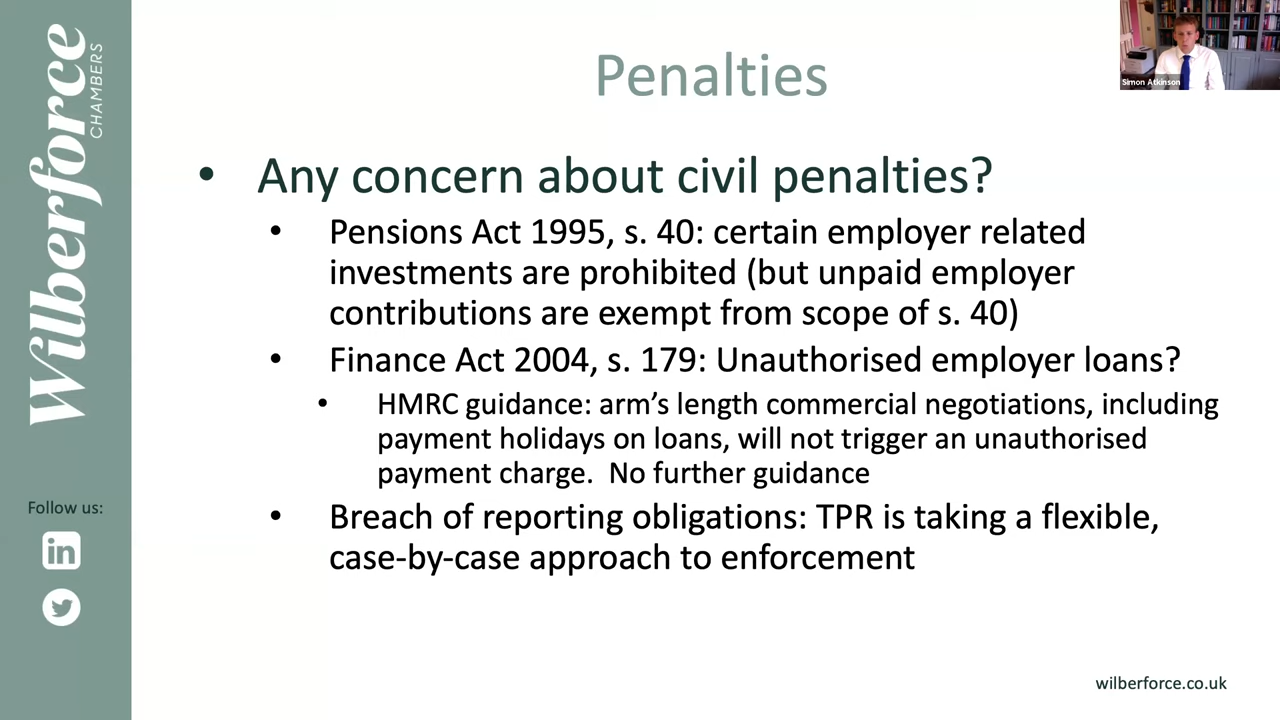 Wilberforce
CHAMBERS
Follow us:
in
Penalties
Simon Atkinson
• Any concern about civil penalties?
• Pensions Act 1995, s. 40: certain employer related
investments are prohibited (but unpaid employer
contributions are exempt from scope of s. 40)
• Finance Act 2004, s. 179: Unauthorised employer loans?
• HMRC guidance: arm’s length commercial negotiations, including
payment holidays on loans, will not trigger an unauthorised
payment charge.  No further guidance
• Breach of reporting obligations: TPR is taking a flexible,
case-by-case approach to enforcement
wilberforce.co.uk